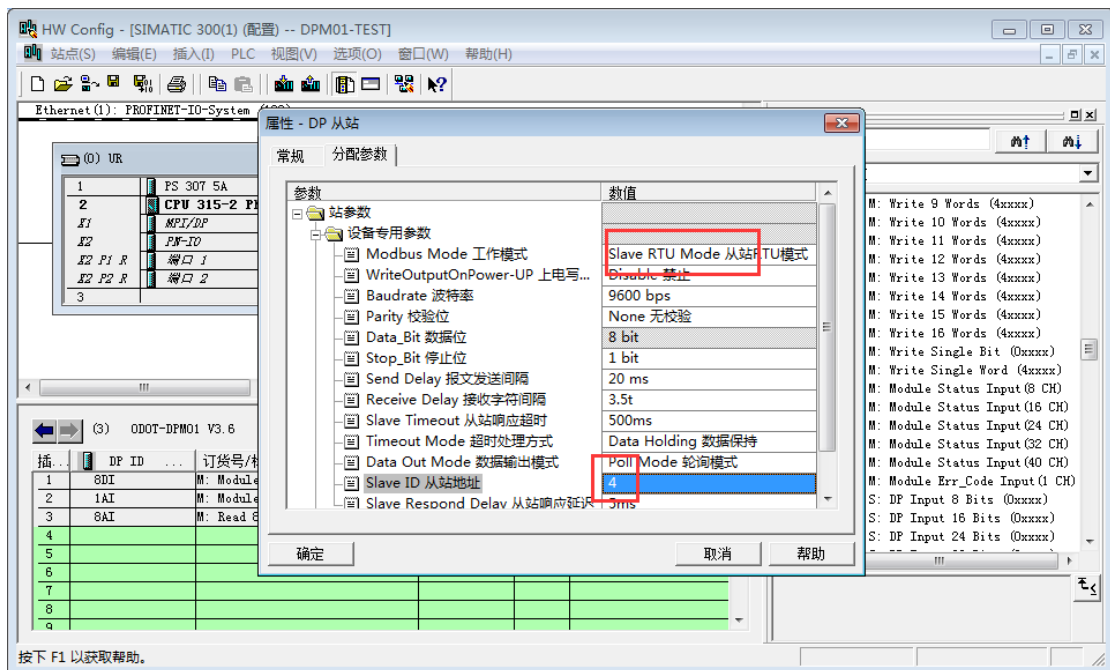 HW Config - [SIMATIC 300(1) (配置) -- DPM01-TEST]
站点(S) 编辑(E) 插入(I) PLC 视图(V) 选项(O) 窗口(W) 帮助(H)
Ethernet(1): PROFINET-IO-System
(0) UR
1 PS 307 5A
2 CPU 315-2
X1 MPI/DP
X2 PN-IO
X2 P1 R 端口 1
X2 P2 R 端口 2
3
属性 - DP 从站
常规 分配参数
参数 数值
站参数
设备专用参数
Modbus Mode 工作模式 Slave RTU Mode 从站RTU模式
WriteOutputOnPower-UP 上电写... Disable 禁止
Baudrate 波特率 9600 bps
Parity 校验位 None 无校验
Data_Bit 数据位 8 bit
Stop_Bit 停止位 1 bit
Send Delay 报文发送间隔 20 ms
Receive Delay 接收字符间隔 3.5t
Slave Timeout 从站响应超时 500ms
Timeout Mode 超时处理方式 Data Holding 数据保持
Data Out Mode 数据输出模式 Poll Mode 轮询模式
Slave ID 从站地址 4
Slave Respond Delay 从站响应延迟 5ms
确定 取消 帮助
M: Write 9 Words (4xxxx)
M: Write 10 Words (4xxxx)
M: Write 11 Words (4xxxx)
M: Write 12 Words (4xxxx)
M: Write 13 Words (4xxxx)
M: Write 14 Words (4xxxx)
M: Write 15 Words (4xxxx)
M: Write 16 Words (4xxxx)
M: Write Single Bit (0xxxx)
M: Write Single Word (4xxxx)
M: Module Status Input(8 CH)
M: Module Status Input(16 CH)
M: Module Status Input(24 CH)
M: Module Status Input(32 CH)
M: Module Status Input(40 CH)
M: Module Err_Code Input(1 CH)
S: DP Input 8 Bits (0xxxx)
S: DP Input 16 Bits (0xxxx)
S: DP Input 24 Bits (0xxxx)
(3) ODOT-DPM01 V3.6
插... DP ID ... 订货号/
1 8DI M: Module
2 1AI M: Module
3 8AI M: Read 8
4
5
6
7
8
9
按下 F1 以获取帮助。